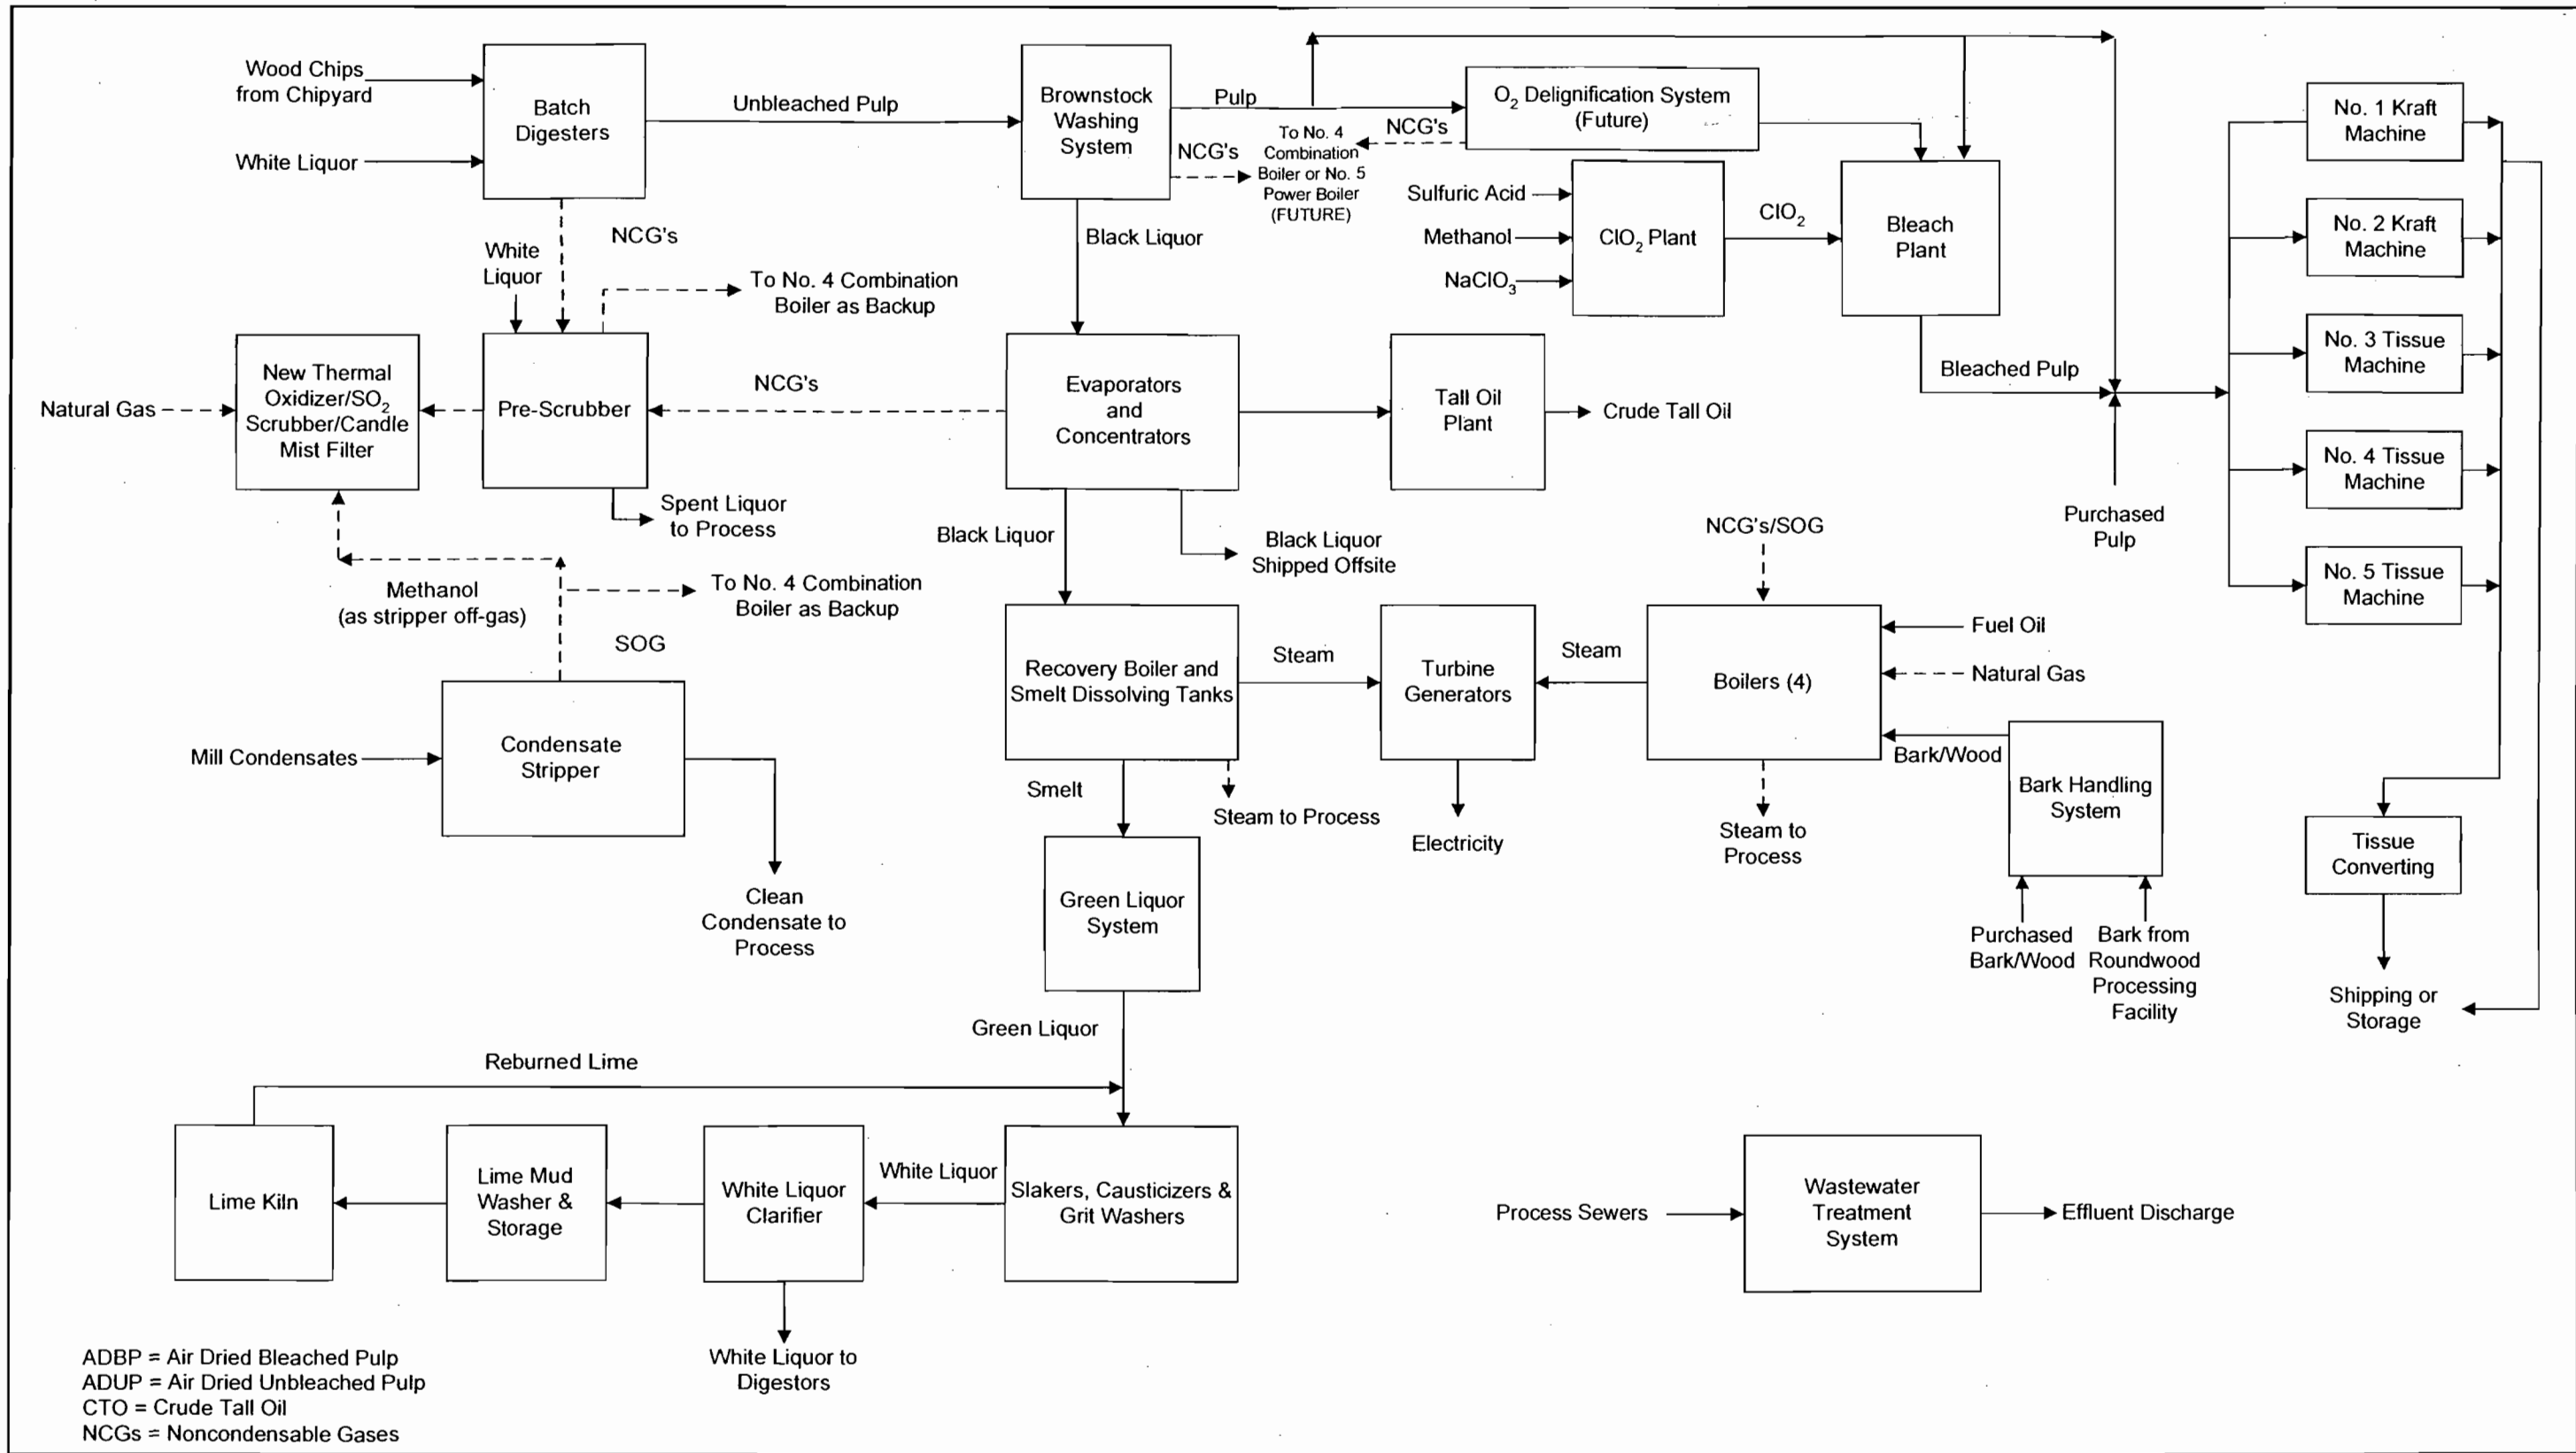 Wood Chips
from Chipyard
White Liquor
Batch
Digesters
Unbleached Pulp
Brownstock
Washing
System
Pulp
NCG's
To No. 4
Combination
Boiler or No. 5
Power Boiler
(FUTURE)
NCG's
O2 Delignification System
(Future)
Sulfuric Acid
Methanol
NaClO3
ClO2 Plant
ClO2
Bleach
Plant
No. 1 Kraft
Machine
No. 2 Kraft
Machine
No. 3 Tissue
Machine
No. 4 Tissue
Machine
No. 5 Tissue
Machine
White
Liquor
NCG's
To No. 4 Combination
Boiler as Backup
Black Liquor
Natural Gas
New Thermal
Oxidizer/SO2
Scrubber/Candle
Mist Filter
Pre-Scrubber
NCG's
Evaporators
and
Concentrators
Tall Oil
Plant
Crude Tall Oil
Bleached Pulp
Purchased
Pulp
Spent Liquor
to Process
Black Liquor
Black Liquor
Shipped Offsite
NCG's/SOG
Methanol
(as stripper off-gas)
To No. 4 Combination
Boiler as Backup
SOG
Recovery Boiler and
Smelt Dissolving Tanks
Steam
Turbine
Generators
Steam
Boilers (4)
Fuel Oil
Natural Gas
Bark/Wood
Bark Handling
System
Mill Condensates
Condensate
Stripper
Smelt
Steam to Process
Electricity
Steam to
Process
Tissue
Converting
Clean
Condensate to
Process
Green Liquor
System
Purchased
Bark/Wood
Bark from
Roundwood
Processing
Facility
Shipping or
Storage
Green Liquor
Reburned Lime
Lime Kiln
Lime Mud
Washer &
Storage
White Liquor
Clarifier
White Liquor
Slakers, Causticizers &
Grit Washers
Process Sewers
Wastewater
Treatment
System
Effluent Discharge
White Liquor to
Digestors
ADBP = Air Dried Bleached Pulp
ADUP = Air Dried Unbleached Pulp
CTO = Crude Tall Oil
NCGs = Noncondensable Gases